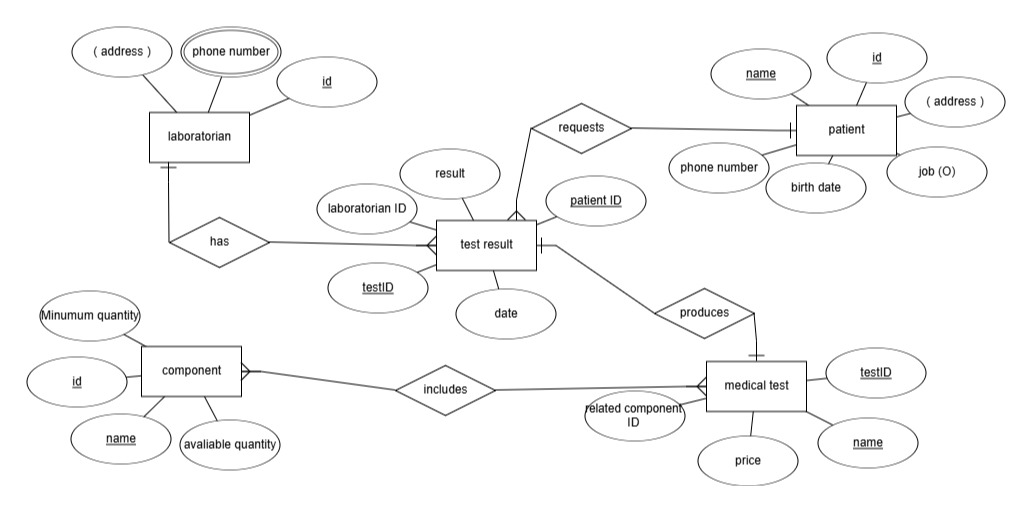 ( address )
phone number
id
laboratorian
name
id
( address )
requests
patient
phone number
birth date
job (O)
result
laboratorian ID
patient ID
has
test result
testID
date
produces
Minumum quantity
component
id
name
avaliable quantity
includes
medical test
testID
related component
ID
name
price